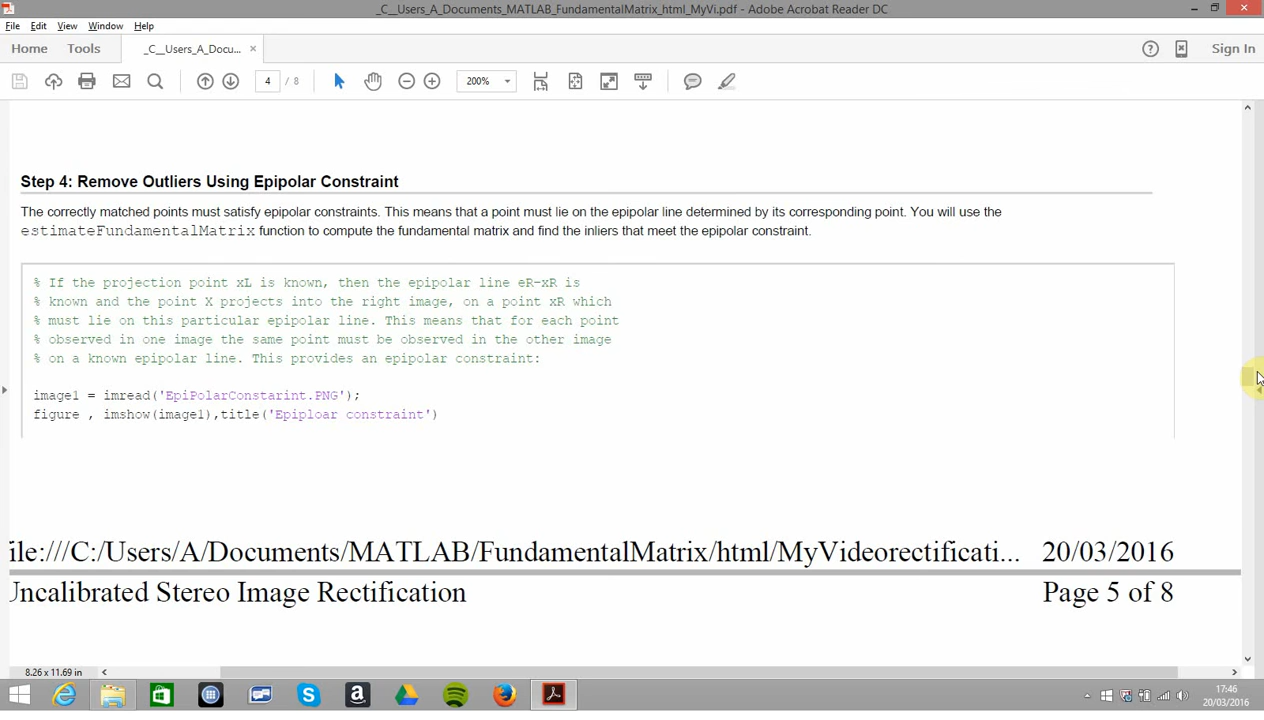 _C__Users_A_Documents_MATLAB_FundamentalMatrix_html_MyVi.pdf - Adobe Acrobat Reader DC
File Edit View Window Help
Home Tools _C__Users_A_Docu... × Sign In
4 / 8 200%
Step 4: Remove Outliers Using Epipolar Constraint
The correctly matched points must satisfy epipolar constraints. This means that a point must lie on the epipolar line determined by its corresponding point. You will use the
estimateFundamentalMatrix function to compute the fundamental matrix and find the inliers that meet the epipolar constraint.
% If the projection point xL is known, then the epipolar line eR-xR is
% known and the point X projects into the right image, on a point xR which
% must lie on this particular epipolar line. This means that for each point
% observed in one image the same point must be observed in the other image
% on a known epipolar line. This provides an epipolar constraint:
image1 = imread('EpiPolarConstarint.PNG');
figure , imshow(image1),title('Epiploar constraint')
ile:///C:/Users/A/Documents/MATLAB/FundamentalMatrix/html/MyVideorectificati... 20/03/2016
Uncalibrated Stereo Image Rectification Page 5 of 8
8.26 x 11.69 in
17:46
20/03/2016